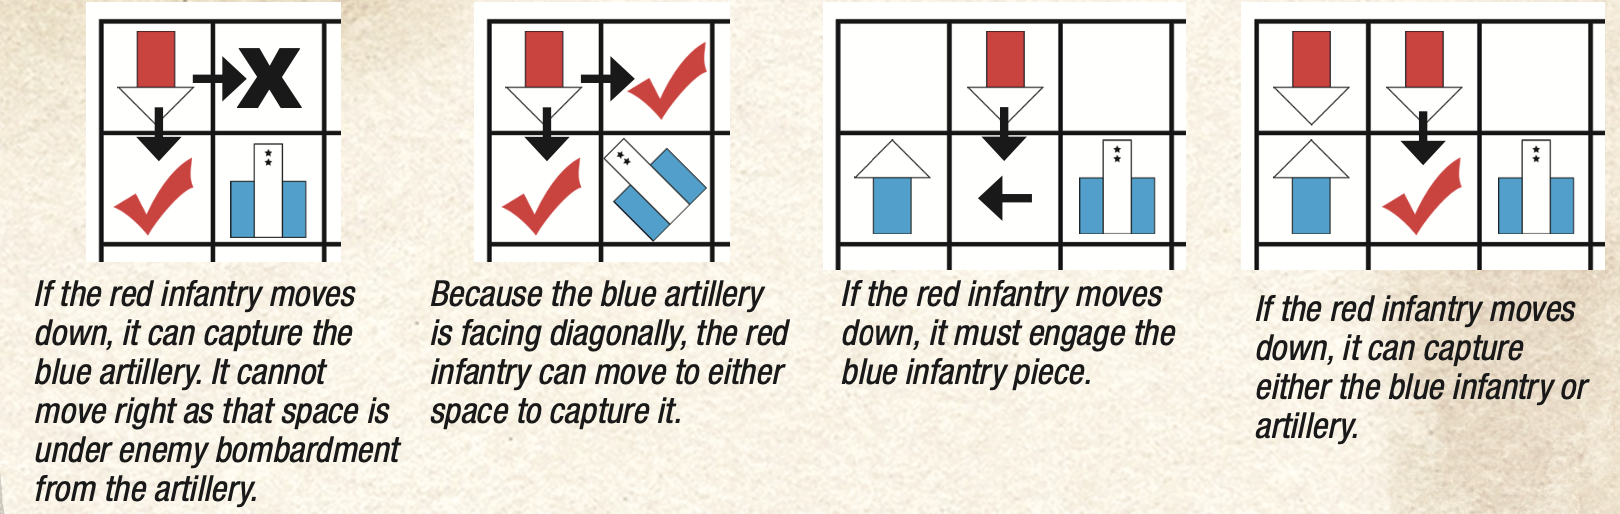 If the red infantry moves
down, it can capture the
blue artillery. It cannot
move right as that space is
under enemy bombardment
from the artillery.
Because the blue artillery
is facing diagonally, the red
infantry can move to either
space to capture it.
If the red infantry moves
down, it must engage the
blue infantry piece.
If the red infantry moves
down, it can capture
either the blue infantry or
artillery.